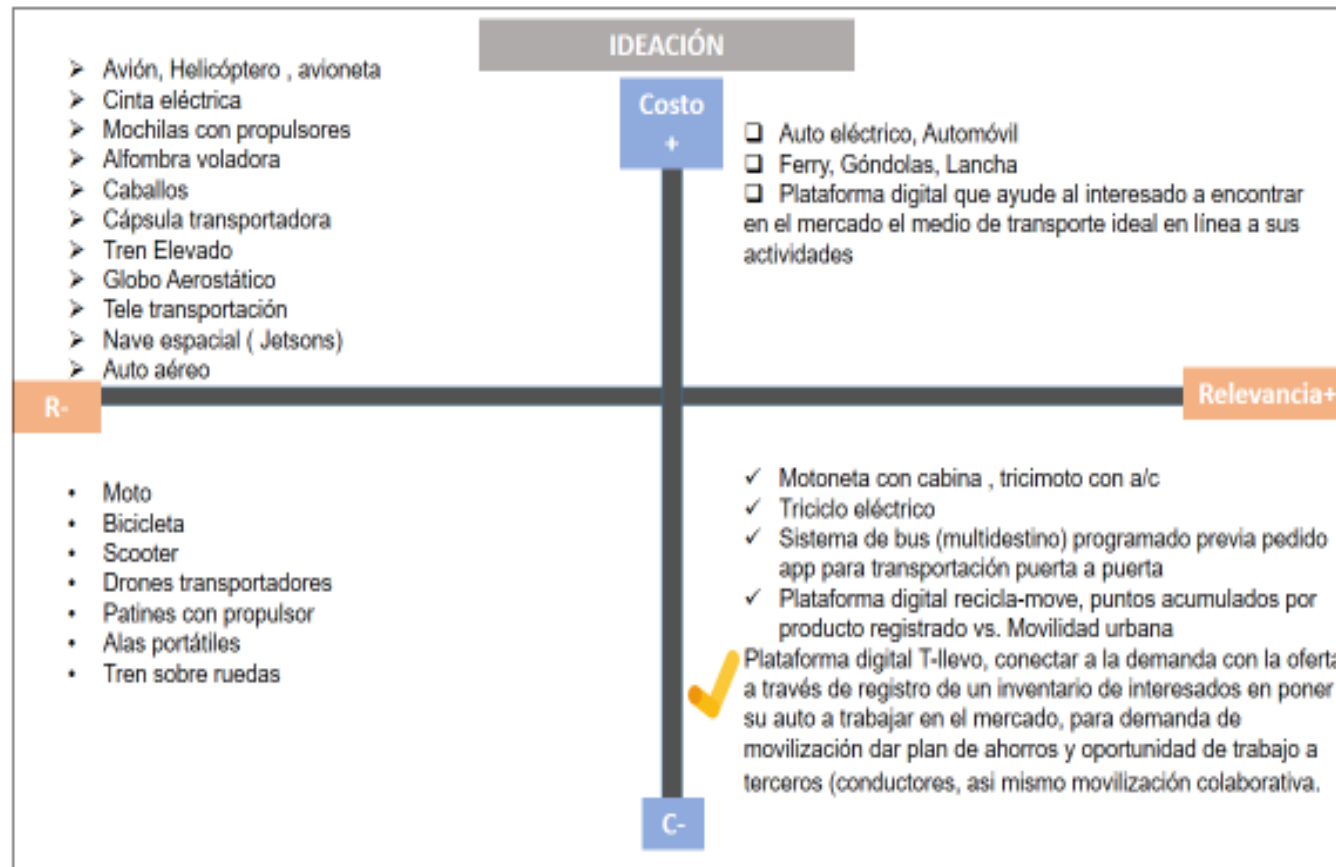 IDEACIÓN
Costo
+
➤ Avión, Helicóptero , avioneta
➤ Cinta eléctrica
➤ Mochilas con propulsores
➤ Alfombra voladora
➤ Caballos
➤ Cápsula transportadora
➤ Tren Elevado
➤ Globo Aerostático
➤ Tele transportación
➤ Nave espacial ( Jetsons)
➤ Auto aéreo
❑ Auto eléctrico, Automóvil
❑ Ferry, Góndolas, Lancha
❑ Plataforma digital que ayude al interesado a encontrar
en el mercado el medio de transporte ideal en línea a sus
actividades
R-
Relevancia+
• Moto
• Bicicleta
• Scooter
• Drones transportadores
• Patines con propulsor
• Alas portátiles
• Tren sobre ruedas
✓ Motoneta con cabina , tricimoto con a/c
✓ Triciclo eléctrico
✓ Sistema de bus (multidestino) programado previa pedido
app para transportación puerta a puerta
✓ Plataforma digital recicla-move, puntos acumulados por
producto registrado vs. Movilidad urbana
Plataforma digital T-llevo, conectar a la demanda con la oferta
a través de registro de un inventario de interesados en poner
su auto a trabajar en el mercado, para demanda de
movilización dar plan de ahorros y oportunidad de trabajo a
terceros (conductores, asi mismo movilización colaborativa.
C-